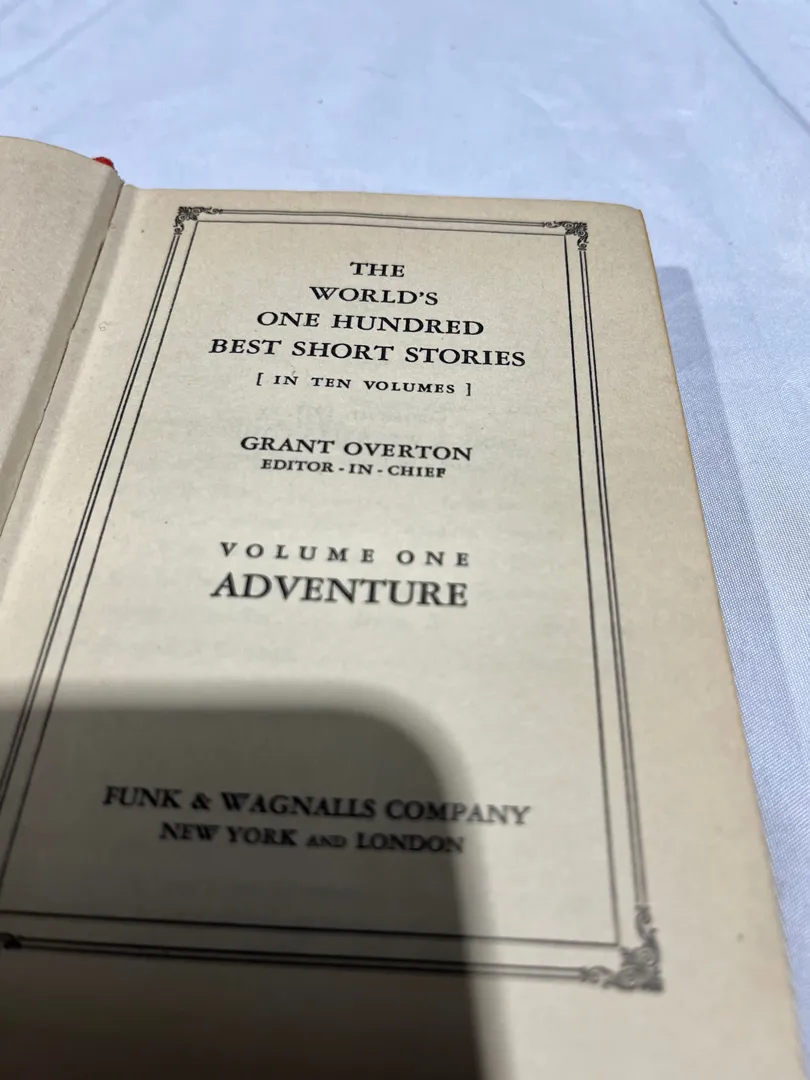 THE
WORLD'S
ONE HUNDRED
BEST SHORT STORIES
[ IN TEN VOLUMES ]
GRANT OVERTON
EDITOR-IN-CHIEF
VOLUME ONE
ADVENTURE
FUNK & WAGNALLS COMPANY
NEW YORK AND LONDON